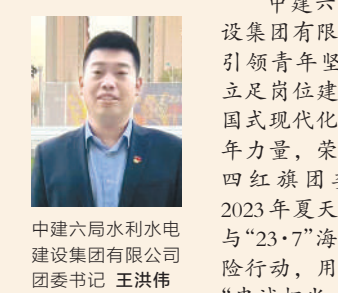 中建六局水利水电
建设集团有限公司
团委书记 王洪伟
中建六
设集团有限
引领青年坚
立足岗位建
国式现代化
年力量，荣
四红旗团委
2023年夏天
与“23·7”海
险行动，用